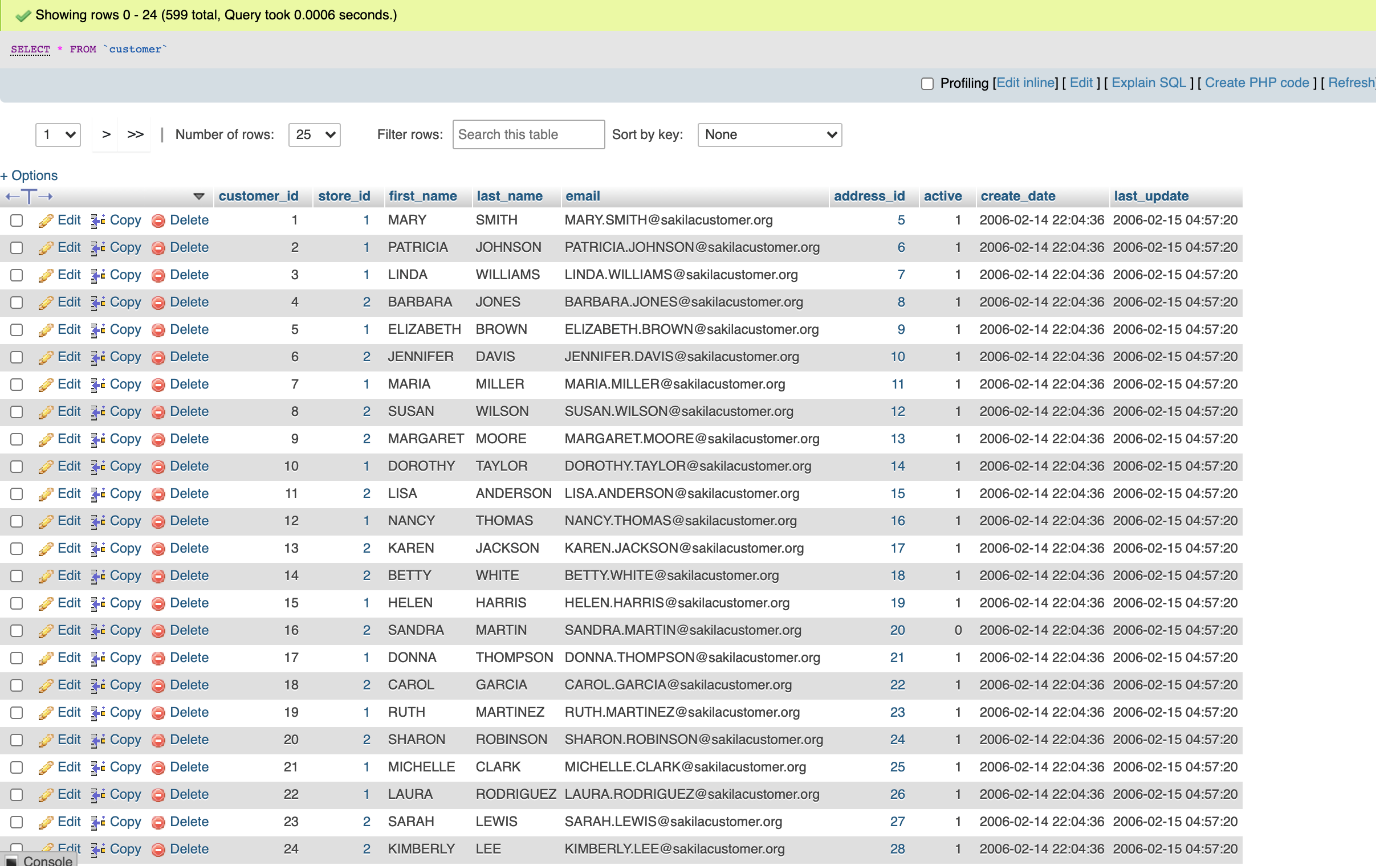 Showing rows 0 - 24 (599 total, Query took 0.0006 seconds.)
SELECT * FROM `customer`
Profiling [Edit inline] [ Edit ] [ Explain SQL ] [ Create PHP code ] [ Refresh]
1 > >> | Number of rows: 25 Filter rows: Search this table Sort by key: None
+ Options
←T→ customer_id store_id first_name last_name email address_id active create_date last_update
Edit Copy Delete 1 1 MARY SMITH MARY.SMITH@sakilacustomer.org 5 1 2006-02-14 22:04:36 2006-02-15 04:57:20
Edit Copy Delete 2 1 PATRICIA JOHNSON PATRICIA.JOHNSON@sakilacustomer.org 6 1 2006-02-14 22:04:36 2006-02-15 04:57:20
Edit Copy Delete 3 1 LINDA WILLIAMS LINDA.WILLIAMS@sakilacustomer.org 7 1 2006-02-14 22:04:36 2006-02-15 04:57:20
Edit Copy Delete 4 2 BARBARA JONES BARBARA.JONES@sakilacustomer.org 8 1 2006-02-14 22:04:36 2006-02-15 04:57:20
Edit Copy Delete 5 1 ELIZABETH BROWN ELIZABETH.BROWN@sakilacustomer.org 9 1 2006-02-14 22:04:36 2006-02-15 04:57:20
Edit Copy Delete 6 2 JENNIFER DAVIS JENNIFER.DAVIS@sakilacustomer.org 10 1 2006-02-14 22:04:36 2006-02-15 04:57:20
Edit Copy Delete 7 1 MARIA MILLER MARIA.MILLER@sakilacustomer.org 11 1 2006-02-14 22:04:36 2006-02-15 04:57:20
Edit Copy Delete 8 2 SUSAN WILSON SUSAN.WILSON@sakilacustomer.org 12 1 2006-02-14 22:04:36 2006-02-15 04:57:20
Edit Copy Delete 9 2 MARGARET MOORE MARGARET.MOORE@sakilacustomer.org 13 1 2006-02-14 22:04:36 2006-02-15 04:57:20
Edit Copy Delete 10 1 DOROTHY TAYLOR DOROTHY.TAYLOR@sakilacustomer.org 14 1 2006-02-14 22:04:36 2006-02-15 04:57:20
Edit Copy Delete 11 2 LISA ANDERSON LISA.ANDERSON@sakilacustomer.org 15 1 2006-02-14 22:04:36 2006-02-15 04:57:20
Edit Copy Delete 12 1 NANCY THOMAS NANCY.THOMAS@sakilacustomer.org 16 1 2006-02-14 22:04:36 2006-02-15 04:57:20
Edit Copy Delete 13 2 KAREN JACKSON KAREN.JACKSON@sakilacustomer.org 17 1 2006-02-14 22:04:36 2006-02-15 04:57:20
Edit Copy Delete 14 2 BETTY WHITE BETTY.WHITE@sakilacustomer.org 18 1 2006-02-14 22:04:36 2006-02-15 04:57:20
Edit Copy Delete 15 1 HELEN HARRIS HELEN.HARRIS@sakilacustomer.org 19 1 2006-02-14 22:04:36 2006-02-15 04:57:20
Edit Copy Delete 16 2 SANDRA MARTIN SANDRA.MARTIN@sakilacustomer.org 20 0 2006-02-14 22:04:36 2006-02-15 04:57:20
Edit Copy Delete 17 1 DONNA THOMPSON DONNA.THOMPSON@sakilacustomer.org 21 1 2006-02-14 22:04:36 2006-02-15 04:57:20
Edit Copy Delete 18 2 CAROL GARCIA CAROL.GARCIA@sakilacustomer.org 22 1 2006-02-14 22:04:36 2006-02-15 04:57:20
Edit Copy Delete 19 1 RUTH MARTINEZ RUTH.MARTINEZ@sakilacustomer.org 23 1 2006-02-14 22:04:36 2006-02-15 04:57:20
Edit Copy Delete 20 2 SHARON ROBINSON SHARON.ROBINSON@sakilacustomer.org 24 1 2006-02-14 22:04:36 2006-02-15 04:57:20
Edit Copy Delete 21 1 MICHELLE CLARK MICHELLE.CLARK@sakilacustomer.org 25 1 2006-02-14 22:04:36 2006-02-15 04:57:20
Edit Copy Delete 22 1 LAURA RODRIGUEZ LAURA.RODRIGUEZ@sakilacustomer.org 26 1 2006-02-14 22:04:36 2006-02-15 04:57:20
Edit Copy Delete 23 2 SARAH LEWIS SARAH.LEWIS@sakilacustomer.org 27 1 2006-02-14 22:04:36 2006-02-15 04:57:20
Edit Copy Delete 24 2 KIMBERLY LEE KIMBERLY.LEE@sakilacustomer.org 28 1 2006-02-14 22:04:36 2006-02-15 04:57:20
Console